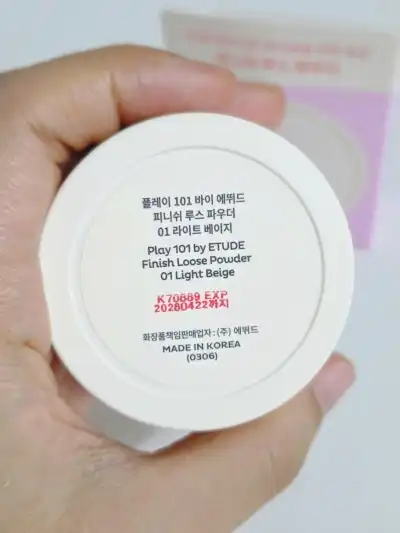 플레이 101 바이 에뛰드
피니쉬 루스 파우더
01 라이트 베이지
Play 101 by ETUDE
Finish Loose Powder
01 Light Beige
K70689 EXP
20280422까지
화장품책임판매업자 : (주) 에뛰드
MADE IN KOREA
(0306)